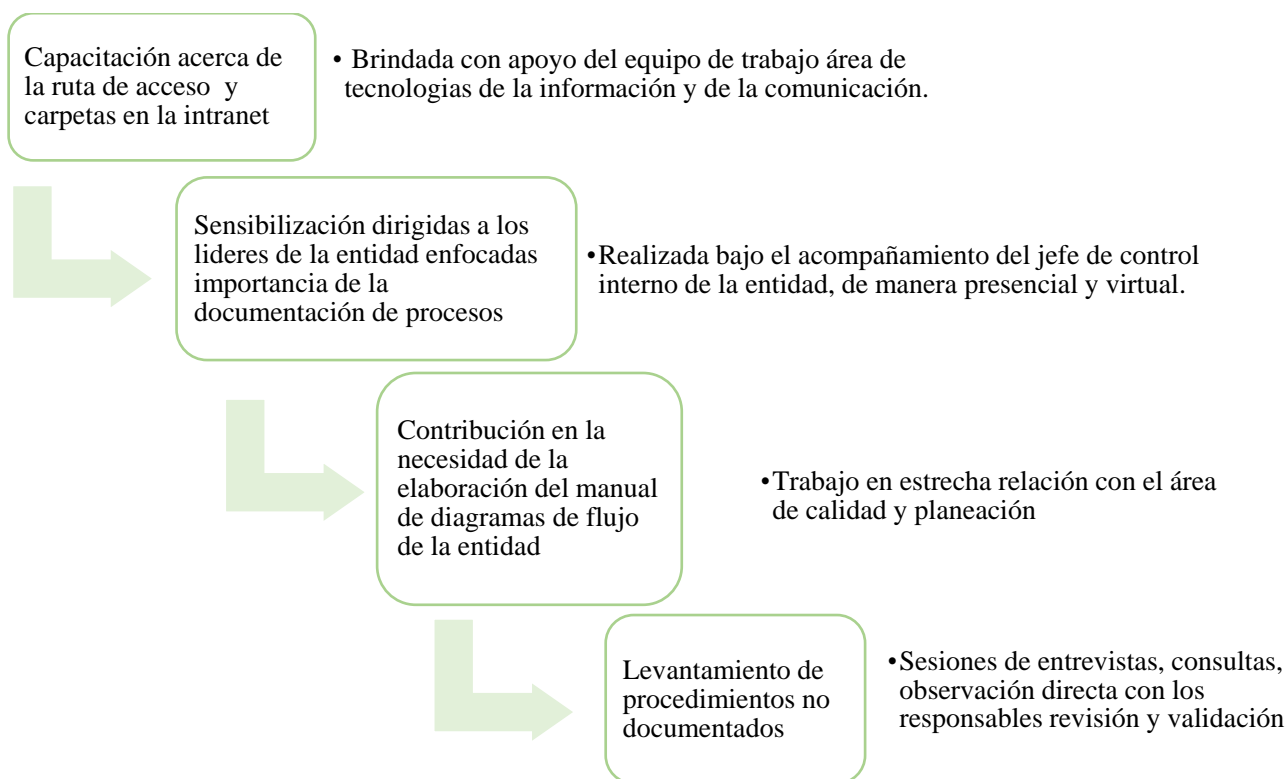 Capacitación acerca de
la ruta de acceso y
carpetas en la intranet
• Brindada con apoyo del equipo de trabajo área de
tecnologias de la información y de la comunicación.
Sensibilización dirigidas a los
lideres de la entidad enfocadas
importancia de la
documentación de procesos
•Realizada bajo el acompañamiento del jefe de control
interno de la entidad, de manera presencial y virtual.
Contribución en la
necesidad de la
elaboración del manual
de diagramas de flujo
de la entidad
•Trabajo en estrecha relación con el área
de calidad y planeación
Levantamiento de
procedimientos no
documentados
•Sesiones de entrevistas, consultas,
observación directa con los
responsables revisión y validación